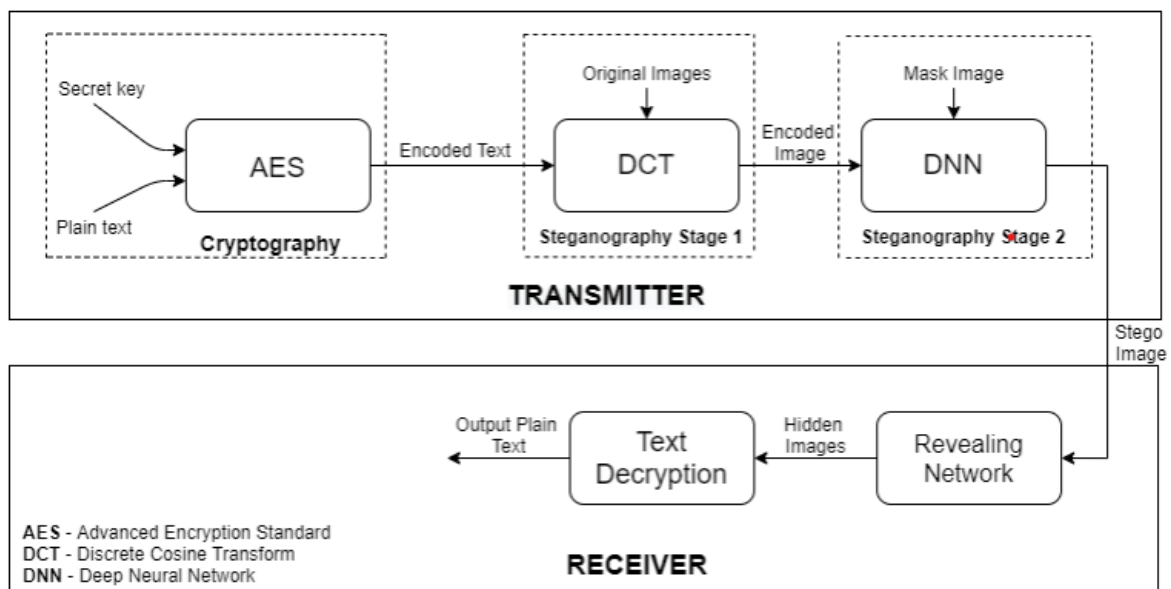 Secret key
Plain text
AES
Cryptography
Encoded Text
Original Images
DCT
Steganography Stage 1
Encoded
Image
Mask Image
DNN
Steganography Stage 2
TRANSMITTER
Stego
Image
Revealing
Network
Hidden
Images
Text
Decryption
Output Plain
Text
AES - Advanced Encryption Standard
DCT - Discrete Cosine Transform
DNN - Deep Neural Network
RECEIVER